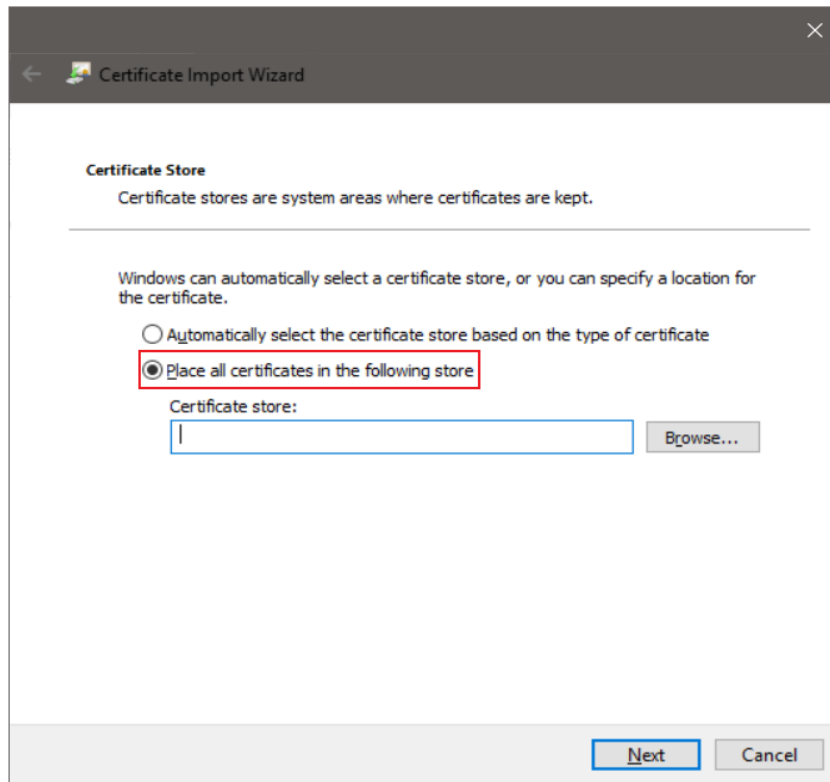 Certificate Import Wizard
Certificate Store
Certificate stores are system areas where certificates are kept.
Windows can automatically select a certificate store, or you can specify a location for
the certificate.
Automatically select the certificate store based on the type of certificate
Place all certificates in the following store
Certificate store:
Browse...
Next
Cancel